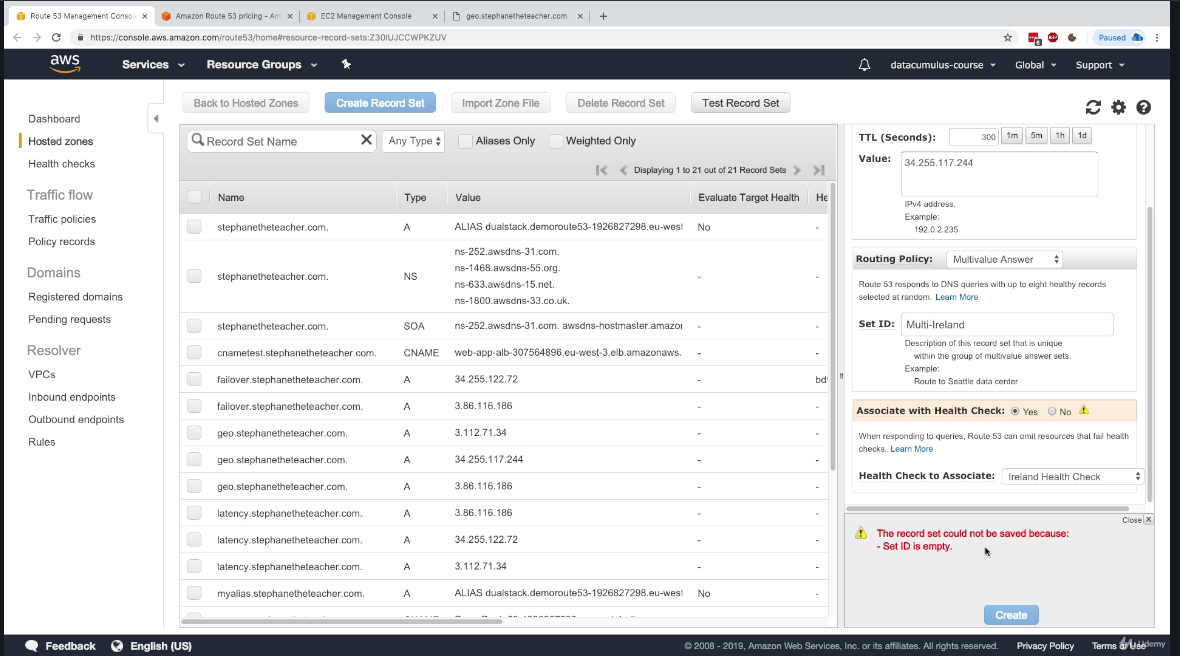 Route 53 Management Console
Amazon Route 53 pricing - Am
EC2 Management Console
geo.stephanetheteacher.com
https://console.aws.amazon.com/route53/home#resource-record-sets:Z30IUJCCWPKZUV
Paused
aws
Services
Resource Groups
datacumulus-course
Global
Support
Dashboard
Hosted zones
Health checks
Traffic flow
Traffic policies
Policy records
Domains
Registered domains
Pending requests
Resolver
VPCs
Inbound endpoints
Outbound endpoints
Rules
Back to Hosted Zones
Create Record Set
Import Zone File
Delete Record Set
Test Record Set
Record Set Name
Any Type
Aliases Only
Weighted Only
Displaying 1 to 21 out of 21 Record Sets
Name Type Value Evaluate Target Health He
stephanetheteacher.com. A ALIAS dualstack.demoroute53-1926827298.eu-west No -
ns-252.awsdns-31.com.
ns-1468.awsdns-55.org.
stephanetheteacher.com. NS - -
ns-633.awsdns-15.net.
ns-1800.awsdns-33.co.uk.
stephanetheteacher.com. SOA ns-252.awsdns-31.com. awsdns-hostmaster.amazor - -
cnametest.stephanetheteacher.com. CNAME web-app-alb-307564896.eu-west-3.elb.amazonaws. - -
failover.stephanetheteacher.com. A 34.255.122.72 - bd
failover.stephanetheteacher.com. A 3.86.116.186 - -
geo.stephanetheteacher.com. A 3.112.71.34 - -
geo.stephanetheteacher.com. A 34.255.117.244 - -
geo.stephanetheteacher.com. A 3.86.116.186 - -
latency.stephanetheteacher.com. A 3.86.116.186 - -
latency.stephanetheteacher.com. A 34.255.122.72 - -
latency.stephanetheteacher.com. A 3.112.71.34 - -
myalias.stephanetheteacher.com. A ALIAS dualstack.demoroute53-1926827298.eu-west No -
TTL (Seconds): 300 1m 5m 1h 1d
Value: 34.255.117.244
IPv4 address.
Example:
192.0.2.235
Routing Policy: Multivalue Answer
Route 53 responds to DNS queries with up to eight healthy records
selected at random. Learn More
Set ID: Multi-Ireland
Description of this record set that is unique
within the group of multivalue answer sets.
Example:
Route to Seattle data center
Associate with Health Check: Yes No
When responding to queries, Route 53 can omit resources that fail health
checks. Learn More
Health Check to Associate: Ireland Health Check
Close
The record set could not be saved because:
- Set ID is empty.
Create
Feedback
English (US)
© 2008 - 2019, Amazon Web Services, Inc. or its affiliates. All rights reserved.
Privacy Policy
Terms of Use
Udemy